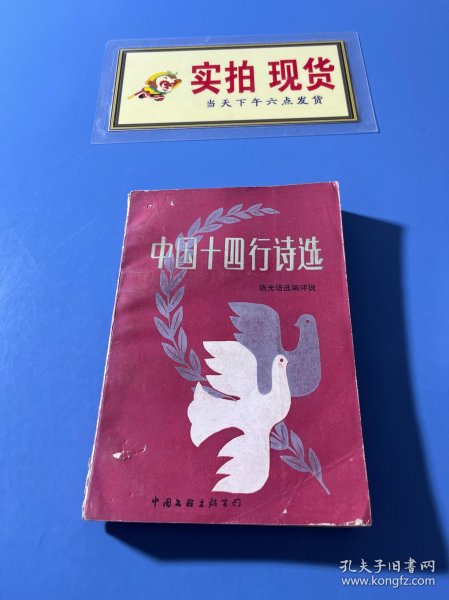 实拍 现货
当天下午六点发货
中国十四行诗选
钱光培选编评说
中国文联出版公司
孔夫子旧书网
www.kongfz.com